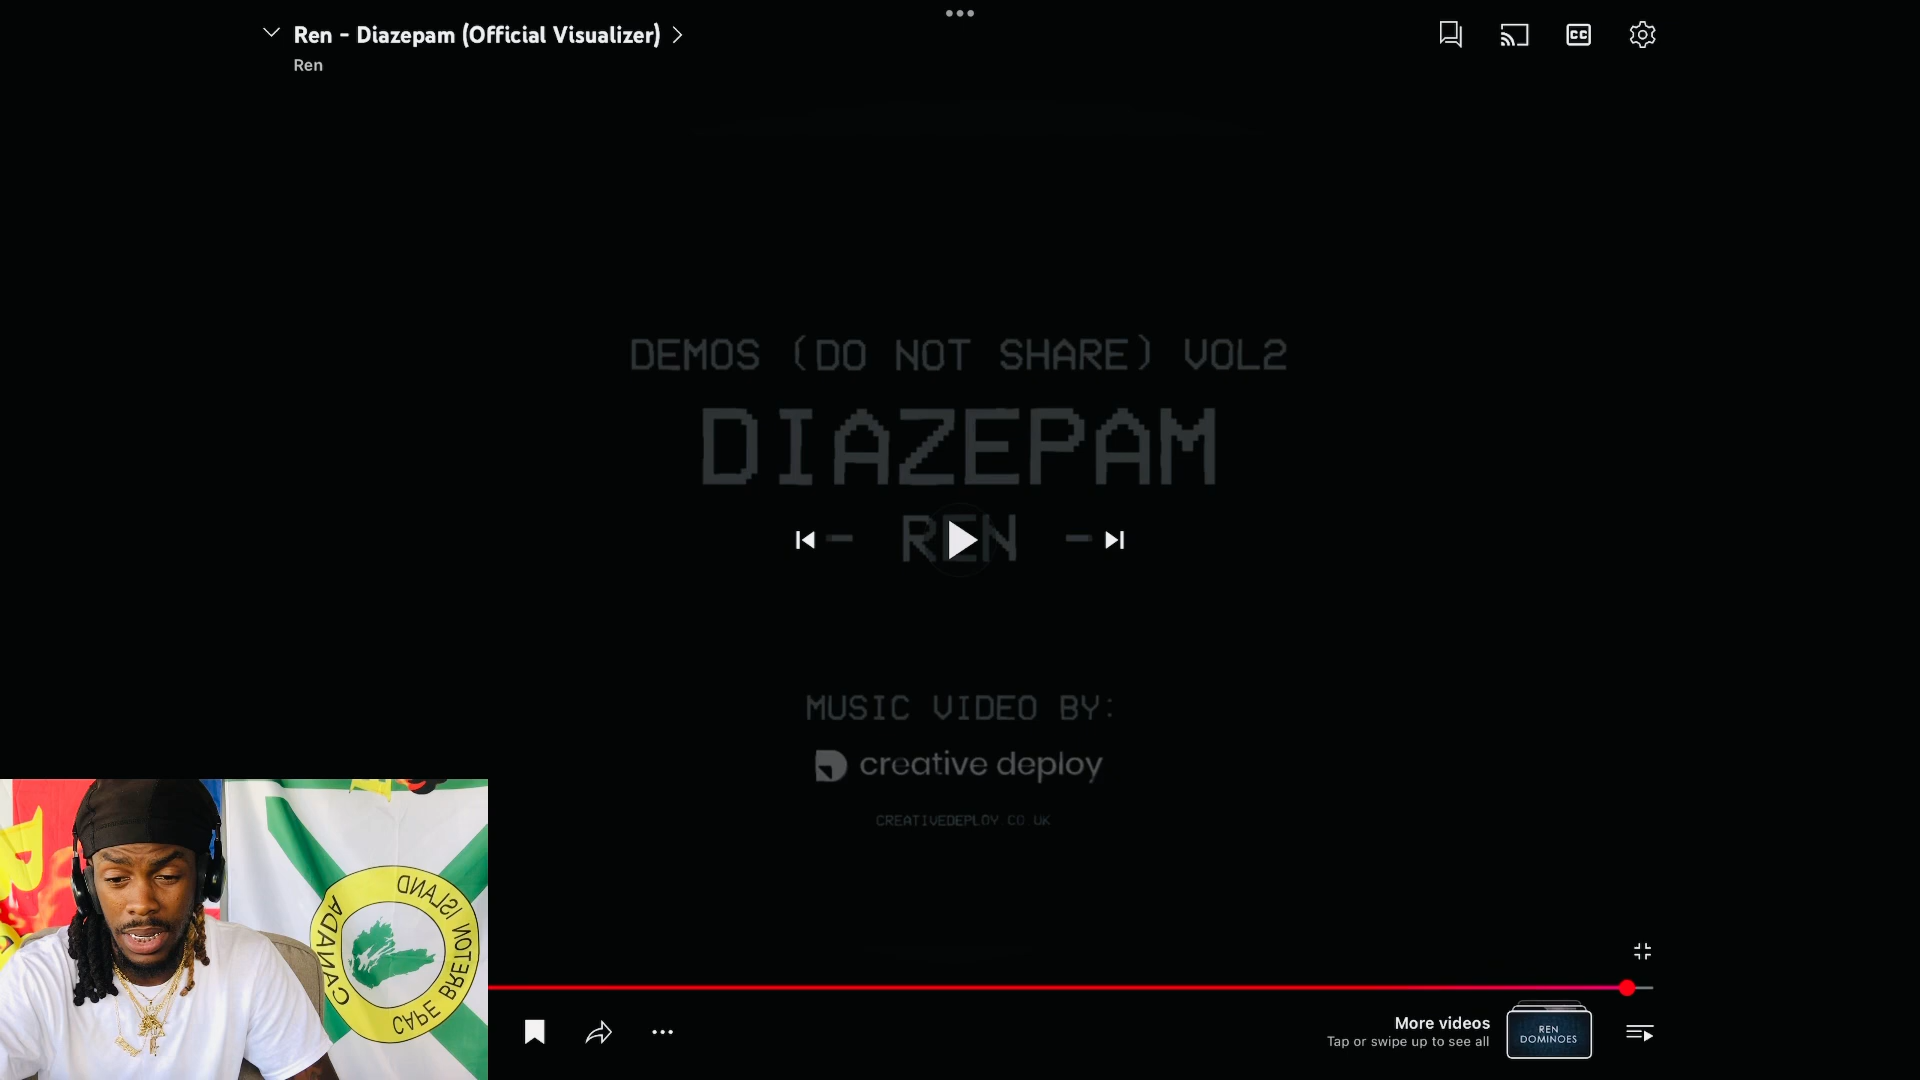 Ren - Diazepam (Official Visualizer)
Ren
CC
DEMOS (DO NOT SHARE) VOL2
DIAZEPAM
- REN -
MUSIC VIDEO BY:
creative deploy
CREATIVEDEPLOY CO UK
CANADA
CAPE BRETON ISLAND
More videos
Tap or swipe up to see all
REN
DOMINOES